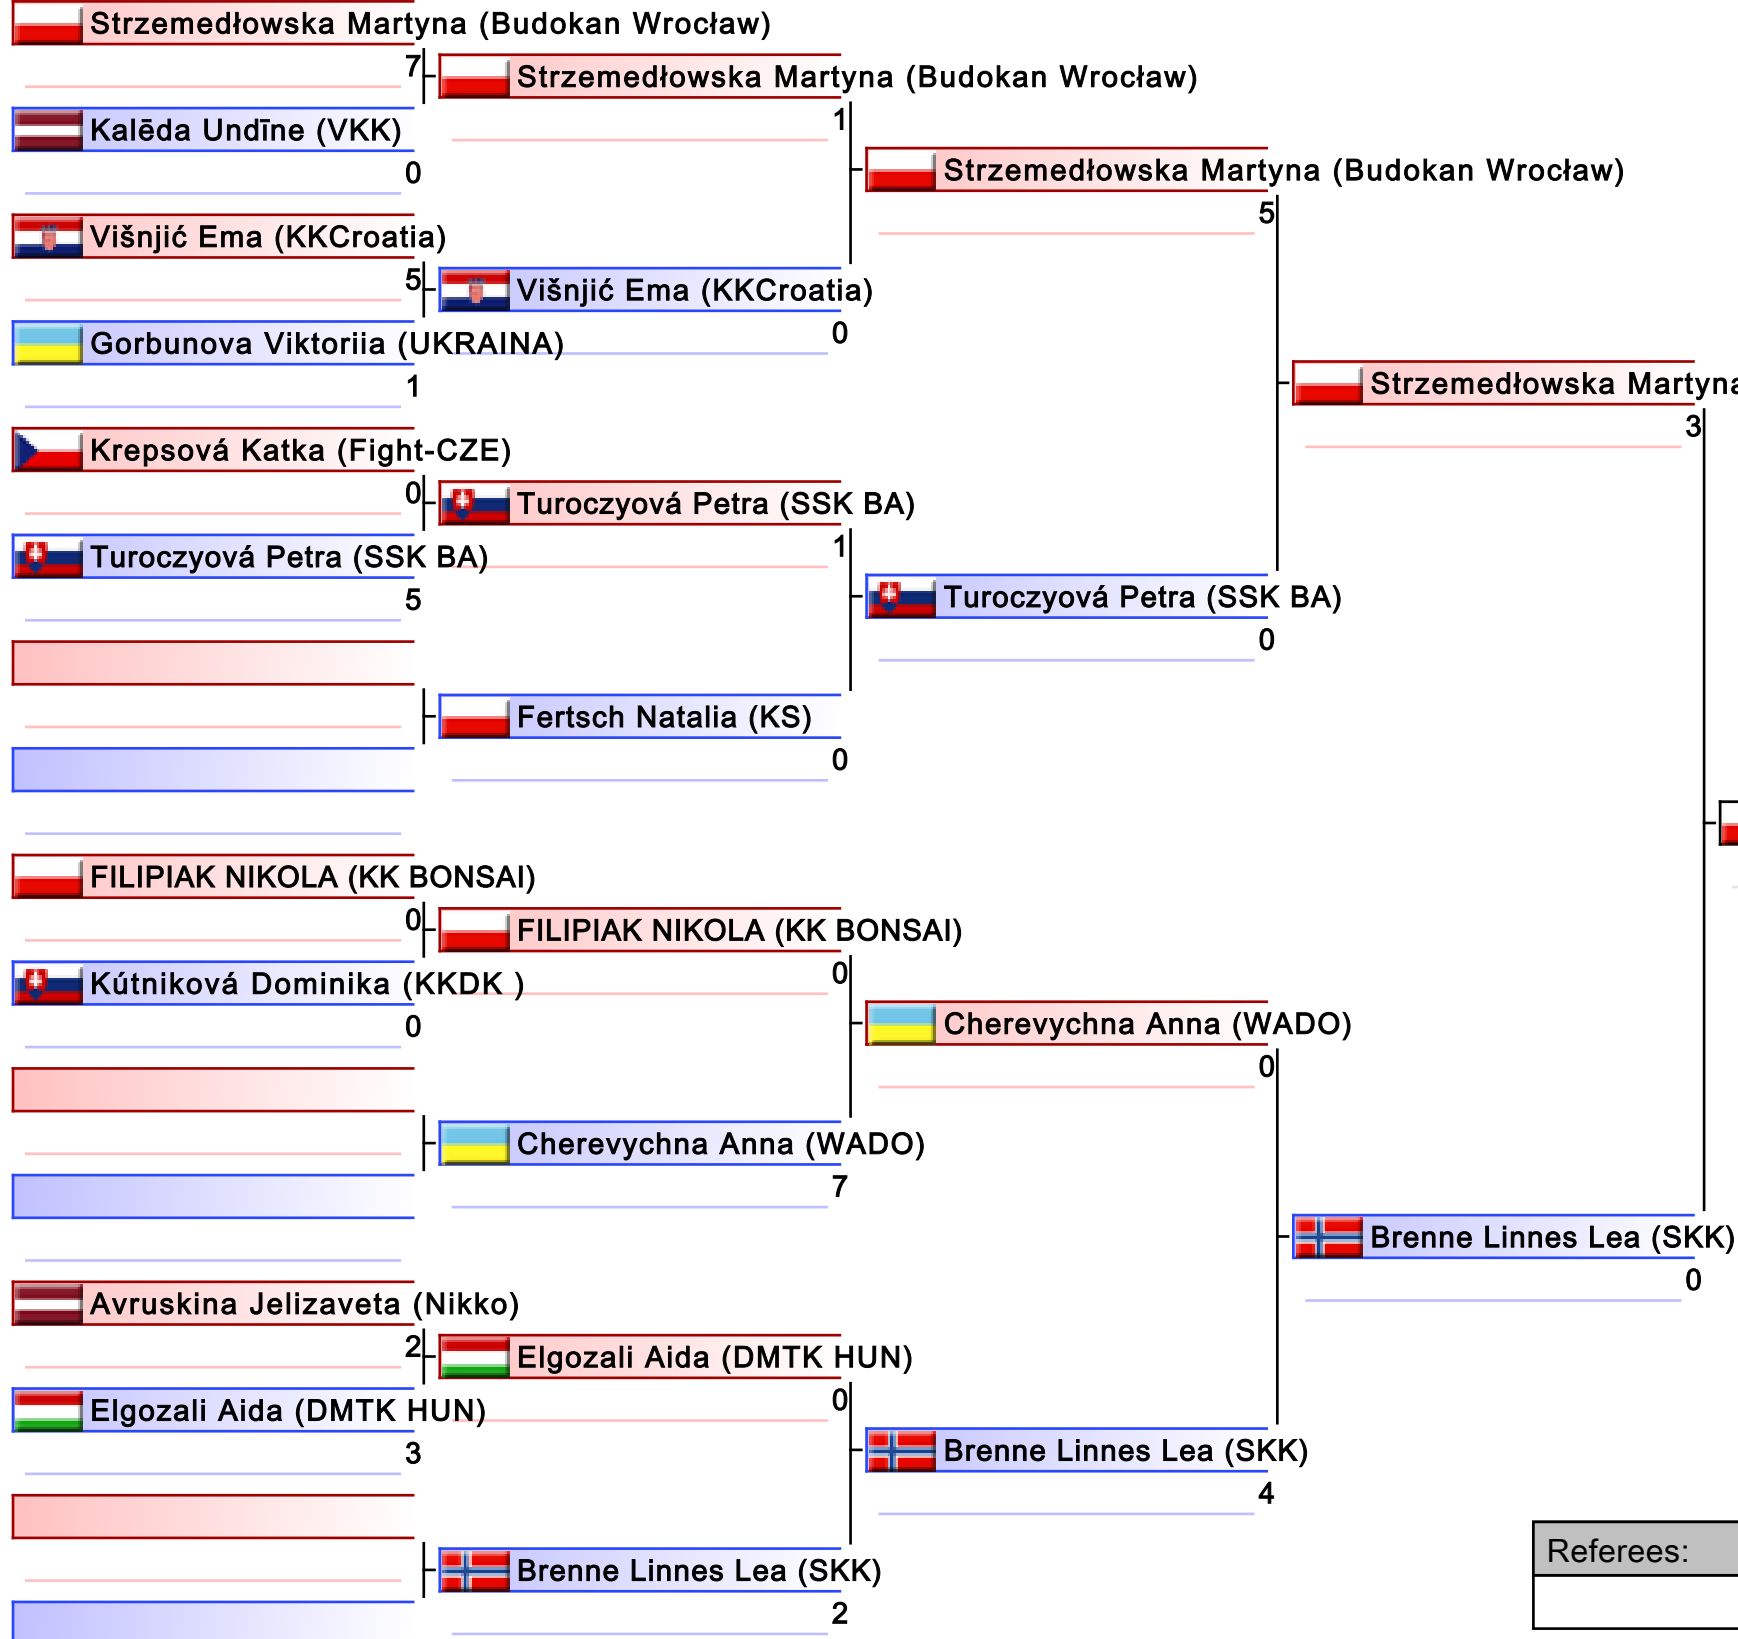 Strzemedłowska Martyna (Budokan Wrocław)
7
Strzemedłowska Martyna (Budokan Wrocław)
1
Kalēda Undīne (VKK)
0
Strzemedłowska Martyna (Budokan Wrocław)
5
Višnjić Ema (KKCroatia)
5
Višnjić Ema (KKCroatia)
0
Gorbunova Viktoriia (UKRAINA)
1
Strzemedłowska Martyna
3
Krepsová Katka (Fight-CZE)
0
Turoczyová Petra (SSK BA)
1
Turoczyová Petra (SSK BA)
5
Turoczyová Petra (SSK BA)
0
Fertsch Natalia (KS)
0
FILIPIAK NIKOLA (KK BONSAI)
0
FILIPIAK NIKOLA (KK BONSAI)
0
Kútniková Dominika (KKDK )
0
Cherevychna Anna (WADO)
0
Cherevychna Anna (WADO)
7
Brenne Linnes Lea (SKK)
0
Avruskina Jelizaveta (Nikko)
2
Elgozali Aida (DMTK HUN)
0
Elgozali Aida (DMTK HUN)
3
Brenne Linnes Lea (SKK)
4
Brenne Linnes Lea (SKK)
2
Referees: